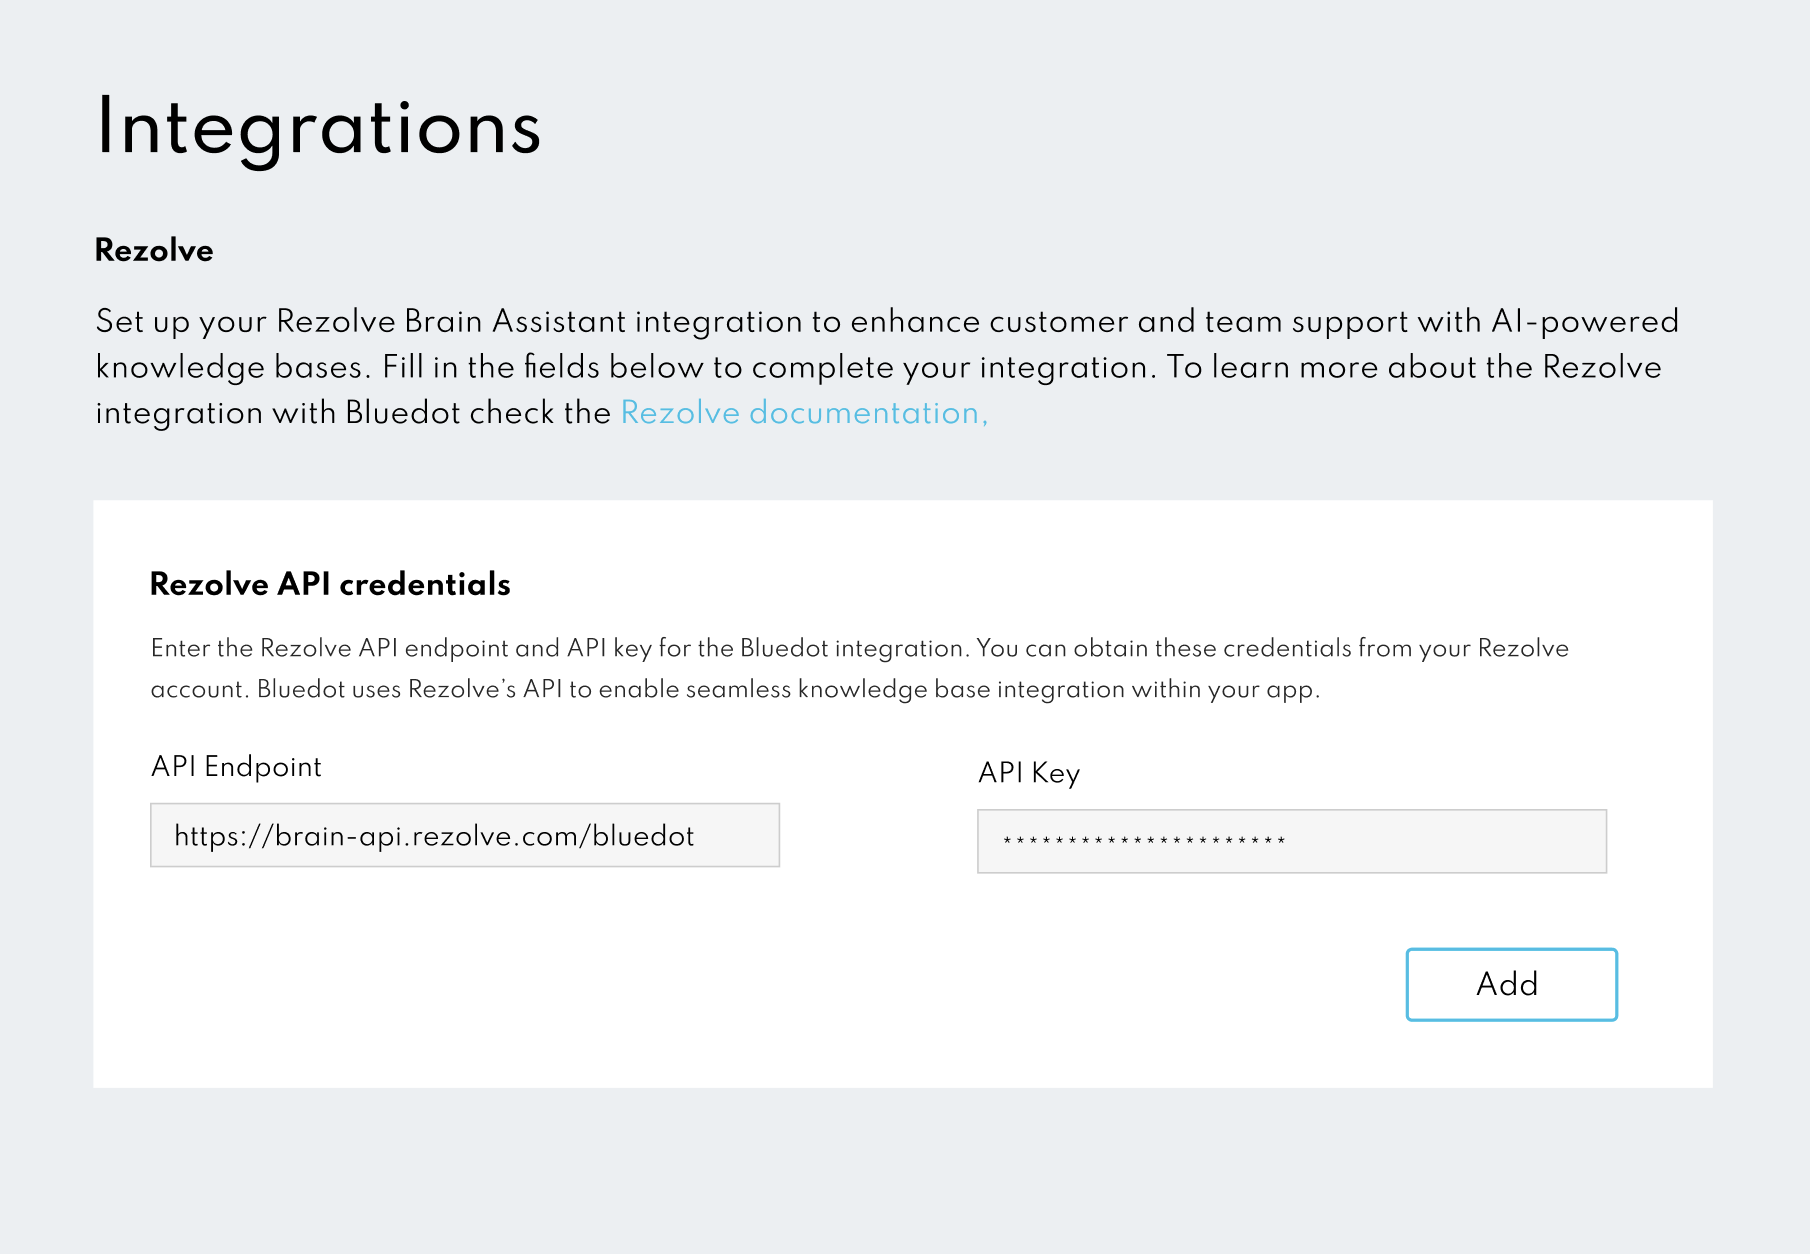 Integrations
Rezolve
Set up your Rezolve Brain Assistant integration to enhance customer and team support with AI-powered
knowledge bases. Fill in the fields below to complete your integration. To learn more about the Rezolve
integration with Bluedot check the Rezolve documentation,
Rezolve API credentials
Enter the Rezolve API endpoint and API key for the Bluedot integration. You can obtain these credentials from your Rezolve
account. Bluedot uses Rezolve’s API to enable seamless knowledge base integration within your app.
API Endpoint
https://brain-api.rezolve.com/bluedot
API Key
**********************
Add